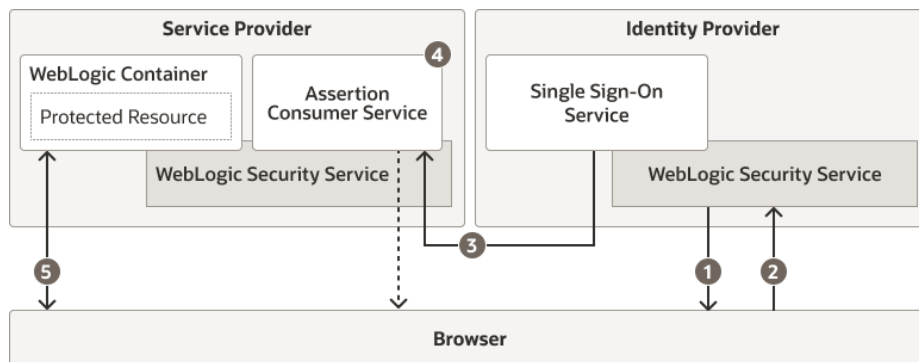 Service Provider
Identity Provider
WebLogic Container
Protected Resource
4
Assertion
Consumer Service
Single Sign-On
Service
WebLogic Security Service
WebLogic Security Service
3
5
1
2
Browser